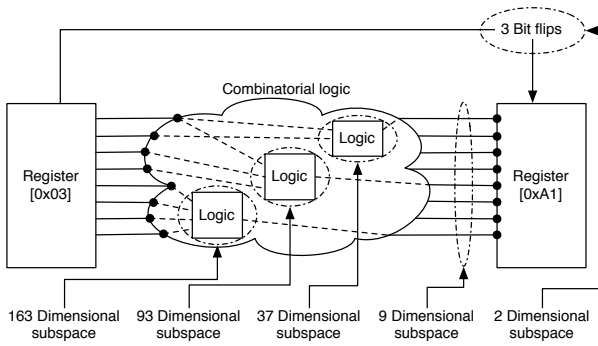 3 Bit flips
Combinatorial logic
Register
[0x03]
Logic
Logic
Logic
Register
[0xA1]
163 Dimensional
subspace
93 Dimensional
subspace
37 Dimensional
subspace
9 Dimensional
subspace
2 Dimensional
subspace